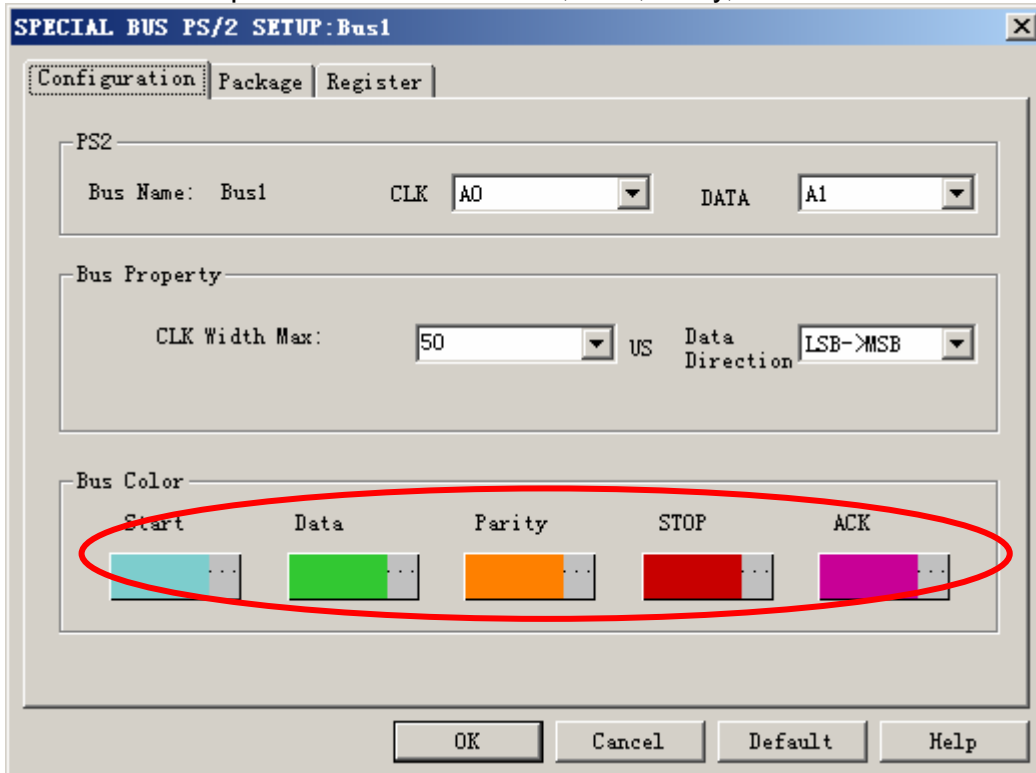 SPECIAL BUS PS/2 SETUP:Bus1
Configuration Package Register
PS2
Bus Name: Bus1 CLK A0 DATA A1
Bus Property
CLK Width Max: 50 US Data Direction LSB->MSB
Bus Color
Start Data Parity STOP ACK
... ... ... ... ...
OK Cancel Default Help